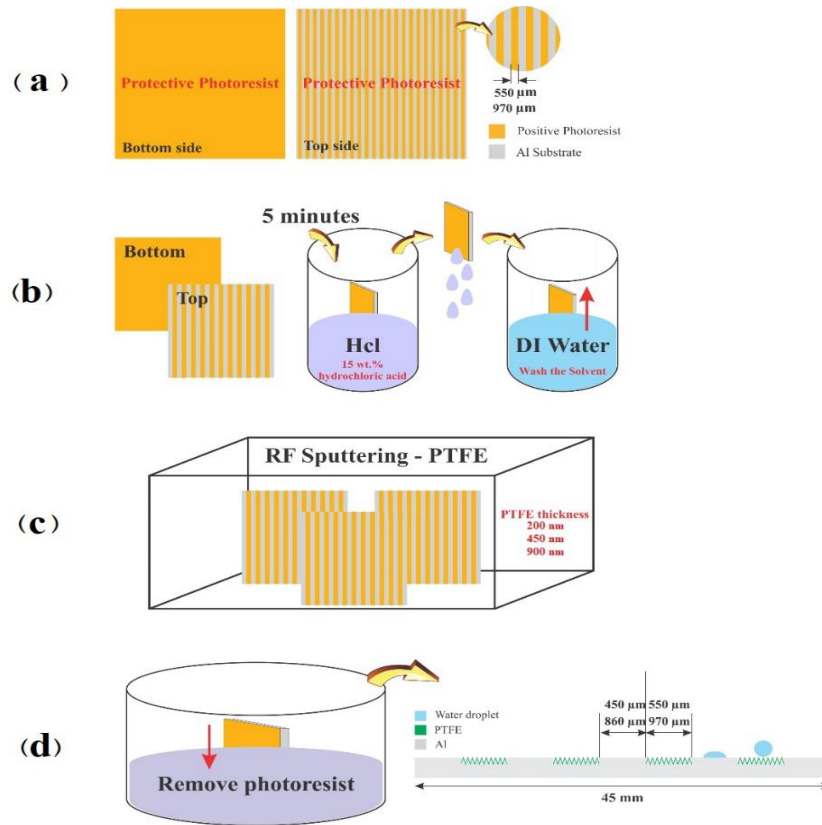 (a)
Protective Photoresist
Bottom side
Protective Photoresist
Top side
550 μm
970 μm
Positive Photoresist
Al Substrate
(b)
Bottom
Top
5 minutes
Hcl
15 wt.%
hydrochloric acid
DI Water
Wash the Solvent
(c)
RF Sputtering - PTFE
PTFE thickness
200 nm
450 nm
900 nm
(d)
Remove photoresist
Water droplet
PTFE
Al
450 μm 550 μm
860 μm 970 μm
45 mm